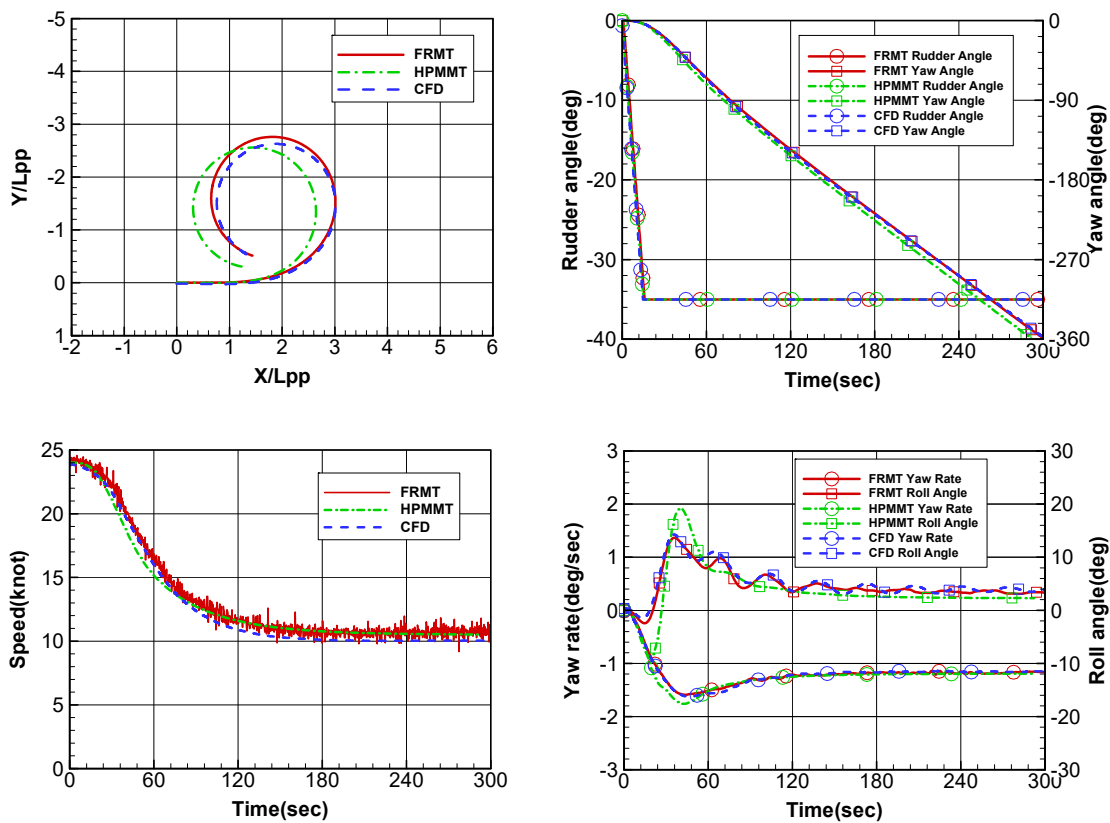 -5
-4
-3
-2
-1
0
1
-2
-1
0
1
2
3
4
5
6
Y/Lpp
X/Lpp
FRMT
HPMMT
CFD
0
-10
-20
-30
-40
0
60
120
180
240
300
0
-90
-180
-270
-360
Rudder angle(deg)
Yaw angle(deg)
Time(sec)
FRMT Rudder Angle
FRMT Yaw Angle
HPMMT Rudder Angle
HPMMT Yaw Angle
CFD Rudder Angle
CFD Yaw Angle
25
20
15
10
5
0
0
60
120
180
240
300
Speed(knot)
Time(sec)
FRMT
HPMMT
CFD
3
2
1
0
-1
-2
-3
0
60
120
180
240
300
30
20
10
0
-10
-20
-30
Yaw rate(deg/sec)
Roll angle(deg)
Time(sec)
FRMT Yaw Rate
FRMT Roll Angle
HPMMT Yaw Rate
HPMMT Roll Angle
CFD Yaw Rate
CFD Roll Angle